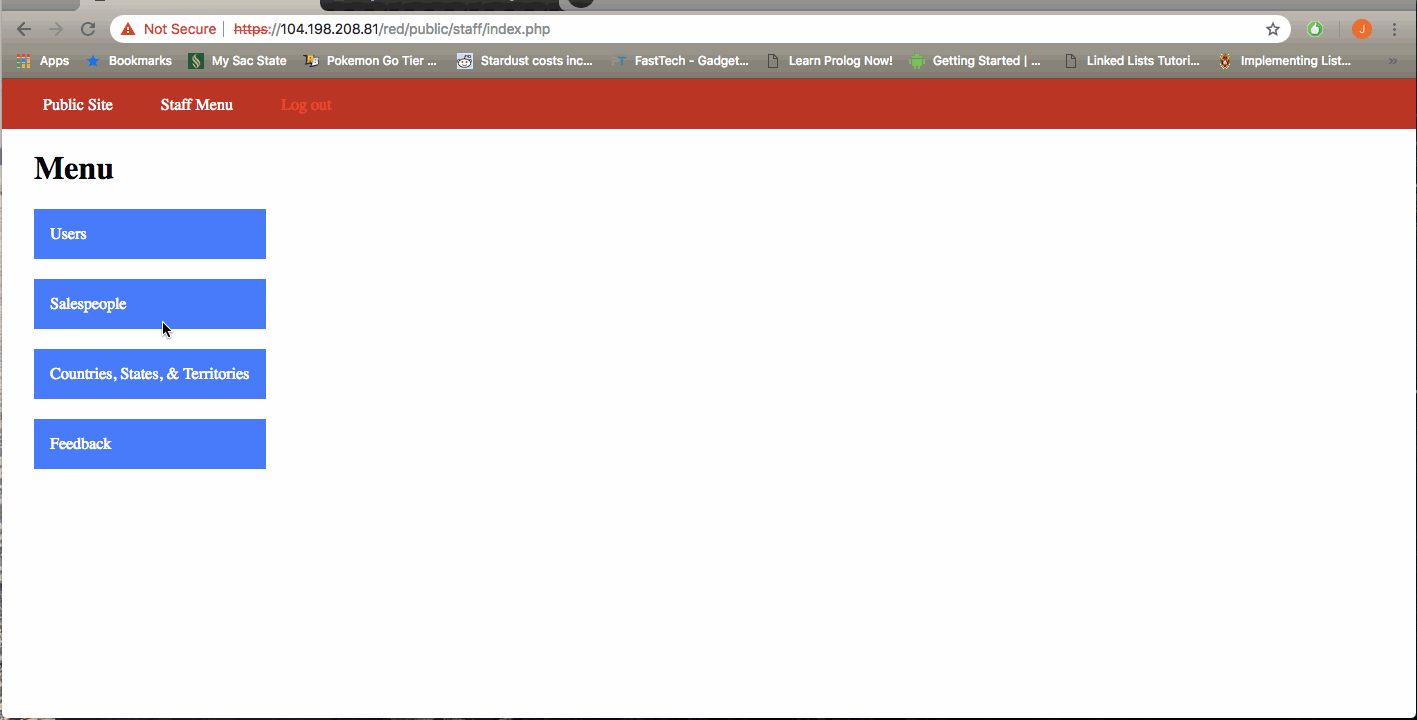 Not Secure | https://104.198.208.81/red/public/staff/index.php
J
Apps Bookmarks My Sac State Pokemon Go Tier ... Stardust costs inc... FastTech - Gadget... Learn Prolog Now! Getting Started | ... Linked Lists Tutori... Implementing List... »
Public Site Staff Menu Log out
Menu
Users
Salespeople
Countries, States, & Territories
Feedback